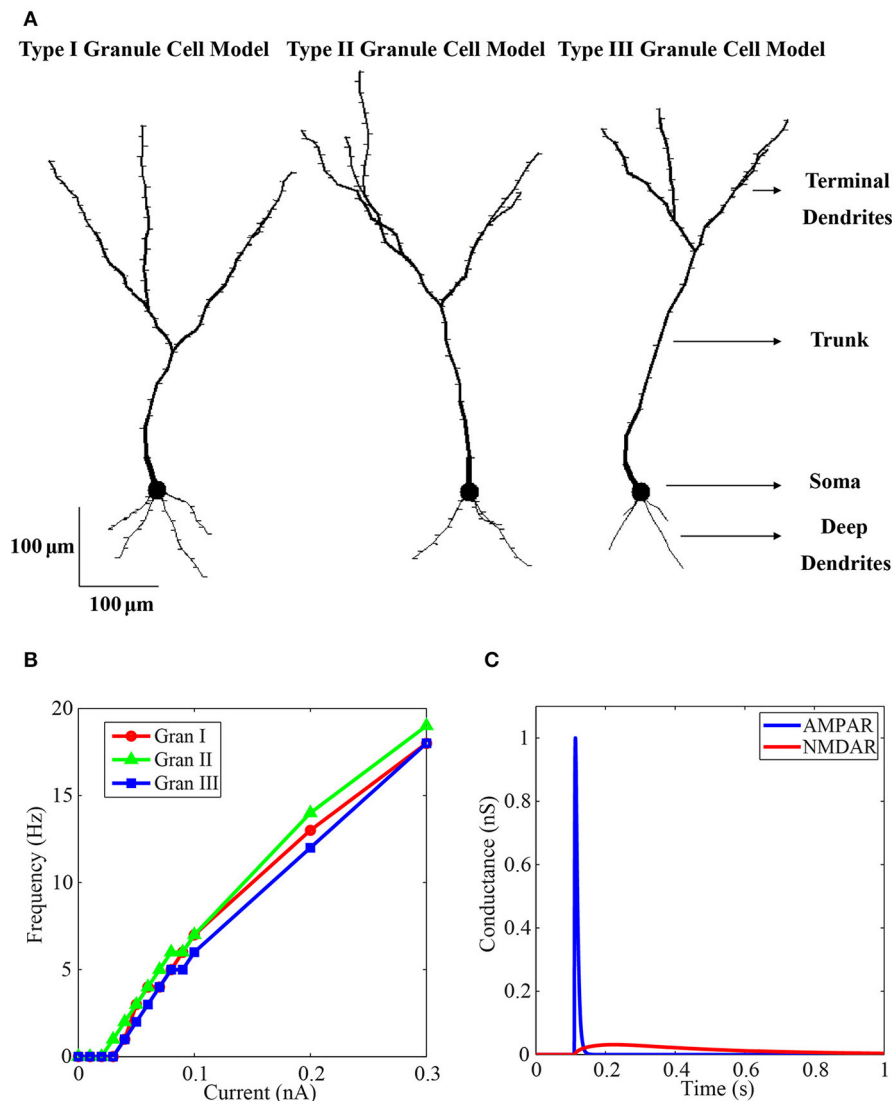 A
Type I Granule Cell Model
Type II Granule Cell Model
Type III Granule Cell Model
Terminal
Dendrites
Trunk
Soma
Deep
Dendrites
100 μm
100 μm
B
20
15
10
5
0
0
0.1
0.2
0.3
Frequency (Hz)
Current (nA)
Gran I
Gran II
Gran III
C
1
0.8
0.6
0.4
0.2
0
0
0.2
0.4
0.6
0.8
1
Conductance (nS)
Time (s)
AMPAR
NMDAR